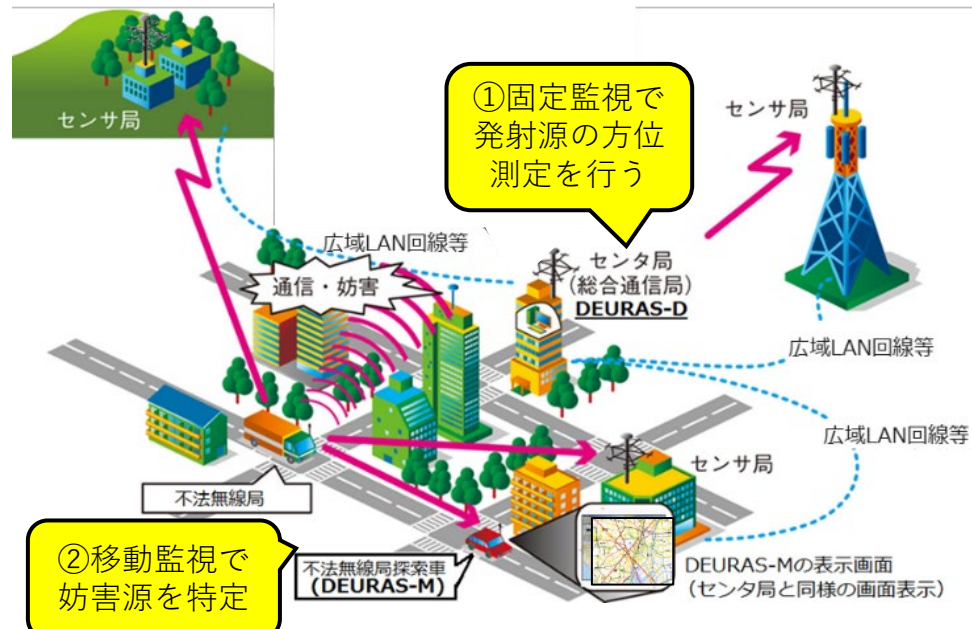 センサ局
①固定監視で
発射源の方位
測定を行う
センサ局
広域LAN回線等
通信・妨害
センタ局
(総合通信局)
DEURAS-D
広域LAN回線等
広域LAN回線等
センサ局
不法無線局
②移動監視で
妨害源を特定
不法無線局探索車
(DEURAS-M)
DEURAS-Mの表示画面
(センタ局と同様の画面表示)